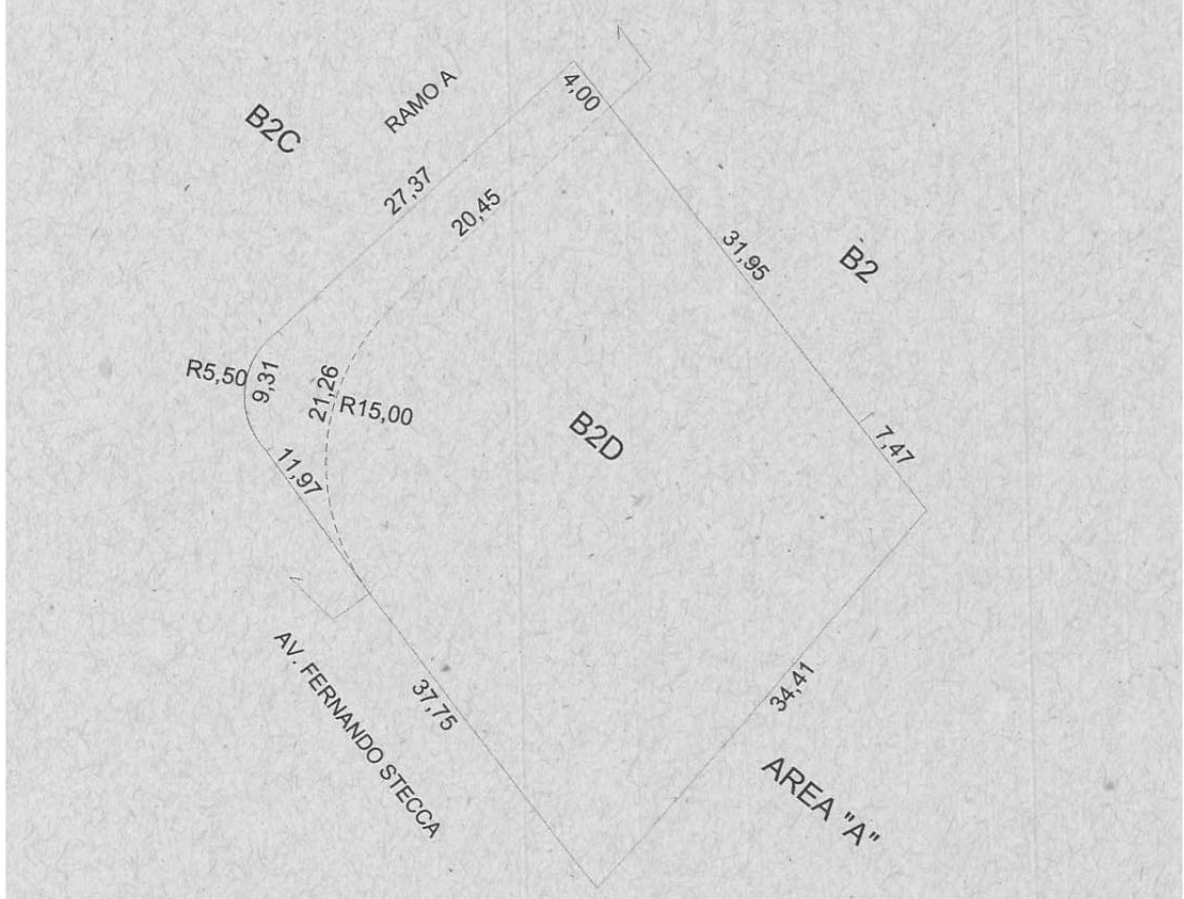 4,00
RAMO A
B2C
27,37
20,45
31,95
B2
R5,50
9,31
21,26
R15,00
B2D
7,47
11,97
AV. FERNANDO STECCA
37,75
34,41
AREA "A"